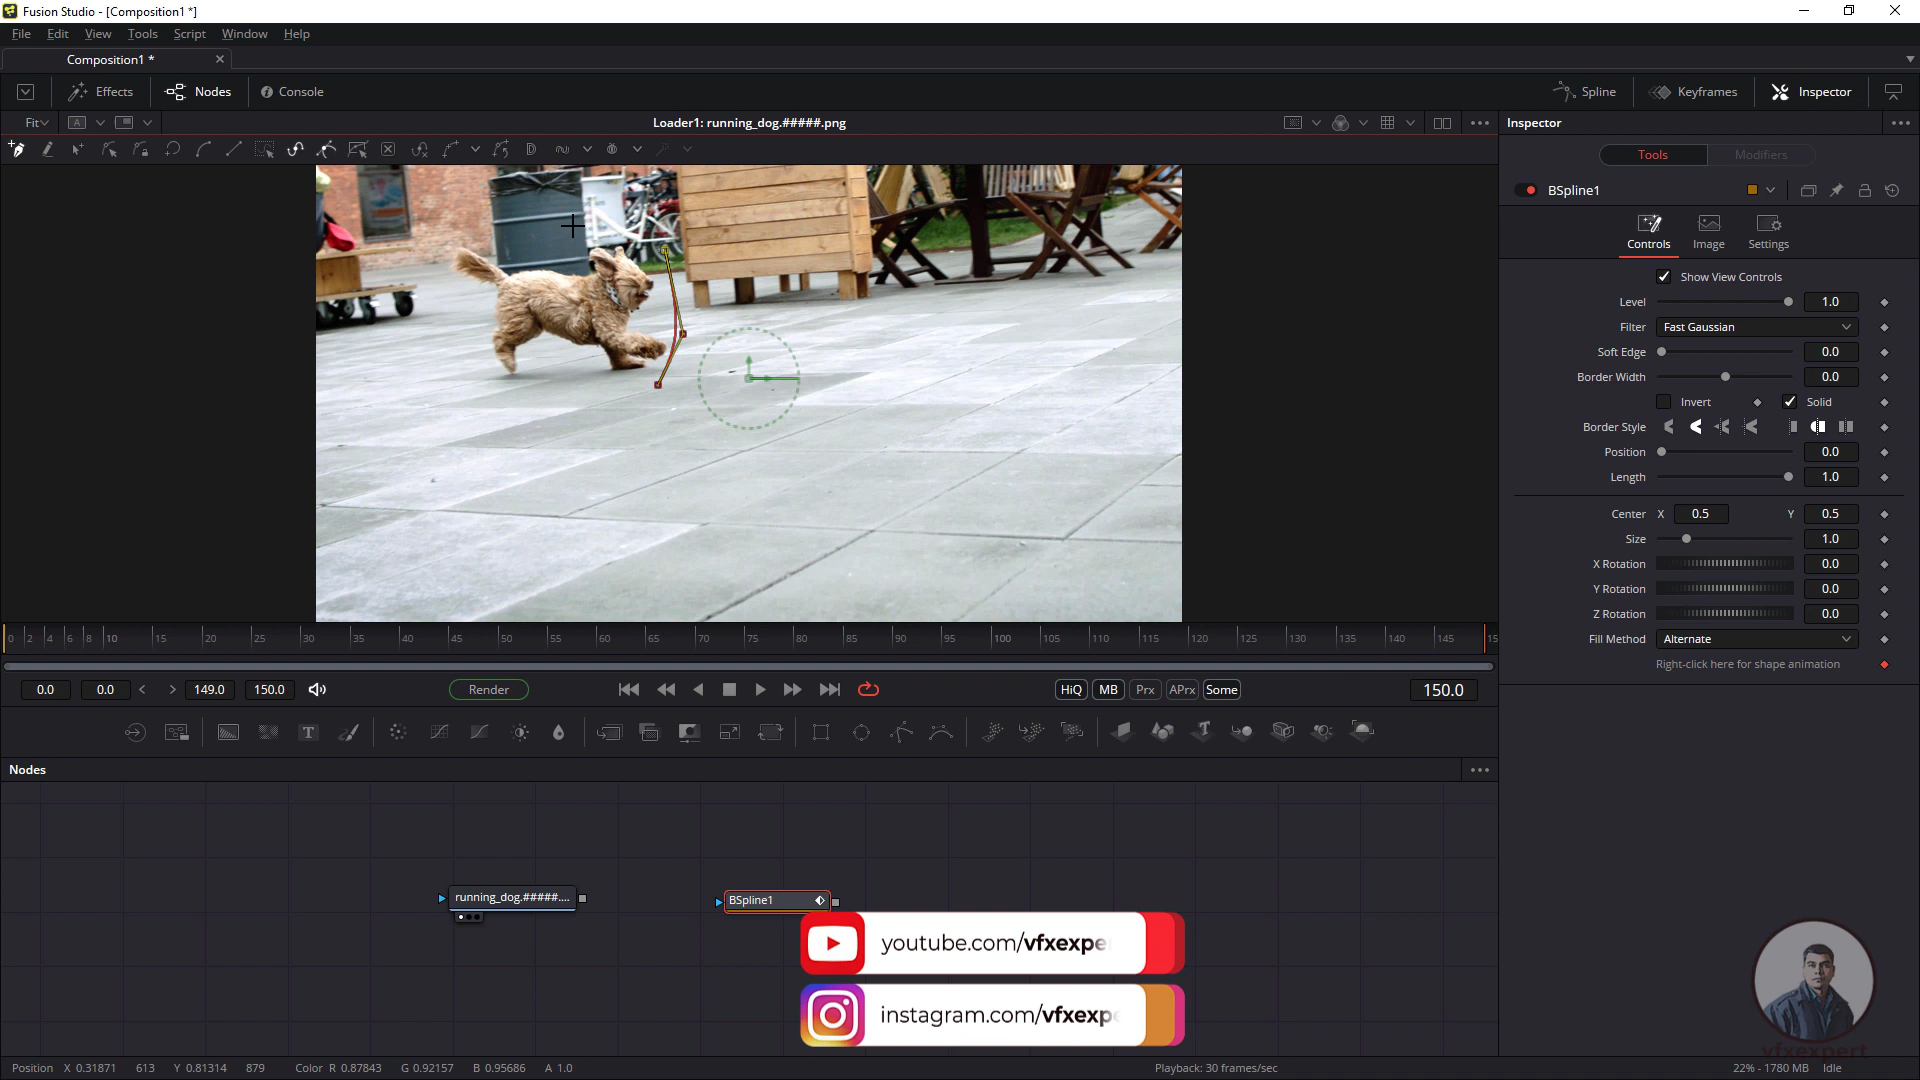 Fusion Studio - [Composition1 *]
File Edit View Tools Script Window Help
Composition1 *
Effects Nodes Console Spline Keyframes Inspector
Fit A Loader1: running_dog.#####.png Inspector
Tools Modifiers
BSpline1
Controls Image Settings
Show View Controls
Level 1.0
Filter Fast Gaussian
Soft Edge 0.0
Border Width 0.0
Invert Solid
Border Style
Position 0.0
Length 1.0
Center X 0.5 Y 0.5
Size 1.0
X Rotation 0.0
Y Rotation 0.0
Z Rotation 0.0
Fill Method Alternate
Right-click here for shape animation
0 2 4 6 8 10 15 20 25 30 35 40 45 50 55 60 65 70 75 80 85 90 95 100 105 110 115 120 125 130 135 140 145 15
0.0 0.0 149.0 150.0 Render HiQ MB Prx APrx Some 150.0
T
Nodes
running_dog.#####....
BSpline1
youtube.com/vfxexpe
instagram.com/vfxexp
vfxexpert
Position X 0.31871 613 Y 0.81314 879 Color R 0.87843 G 0.92157 B 0.95686 A 1.0 Playback: 30 frames/sec 22% - 1780 MB Idle